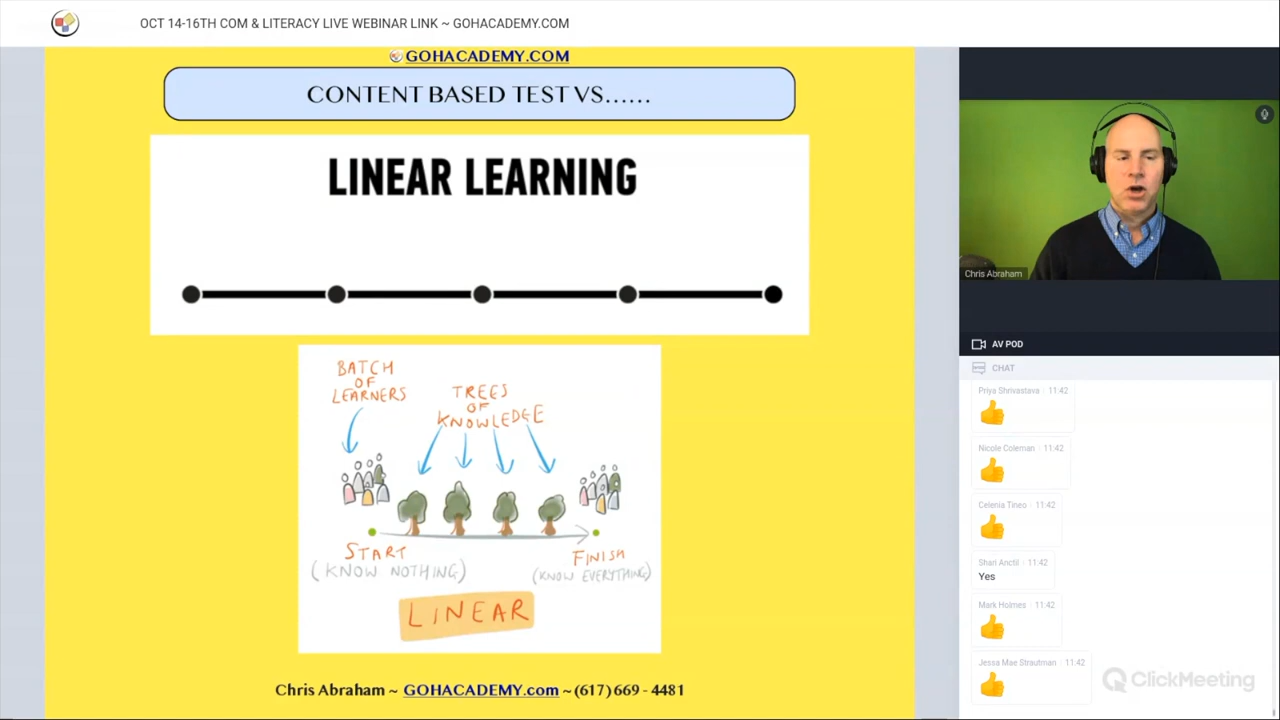 OCT 14-16TH COM & LITERACY LIVE WEBINAR LINK ~ GOHACADEMY.COM
GOHACADEMY.COM
CONTENT BASED TEST VS......
LINEAR LEARNING
BATCH
OF
LEARNERS
TREES
OF
KNOWLEDGE
START
(KNOW NOTHING)
FINISH
(KNOW EVERYTHING)
LINEAR
Chris Abraham ~ GOHACADEMY.com ~ (617) 669 - 4481
Chris Abraham
AV POD
CHAT
Priya Shrivastava 11:42
Nicole Coleman 11:42
Celenia Tineo 11:42
Shari Anctil 11:42
Yes
Mark Holmes 11:42
Jessa Mae Strautman 11:42
ClickMeeting